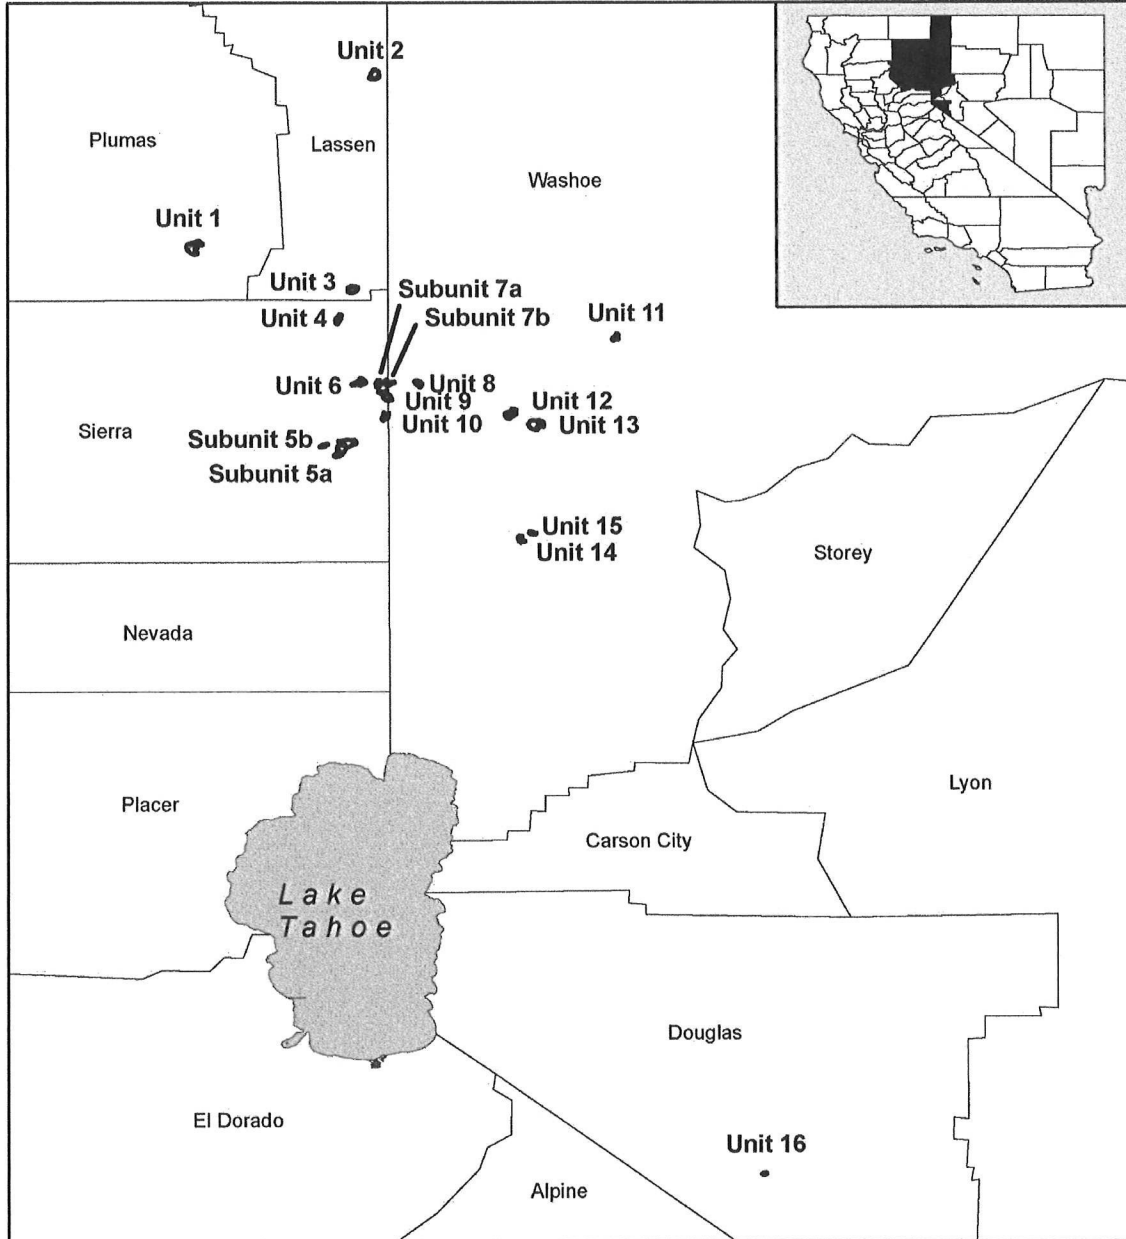 Unit 2
Plumas
Lassen
Washoe
Unit 1
Unit 3
Subunit 7a
Unit 4
Subunit 7b
Unit 11
Unit 6
Unit 8
Unit 9
Unit 12
Unit 10
Unit 13
Sierra
Subunit 5b
Subunit 5a
Unit 15
Unit 14
Storey
Nevada
Lyon
Placer
Carson City
Lake
Tahoe
Douglas
El Dorado
Unit 16
Alpine